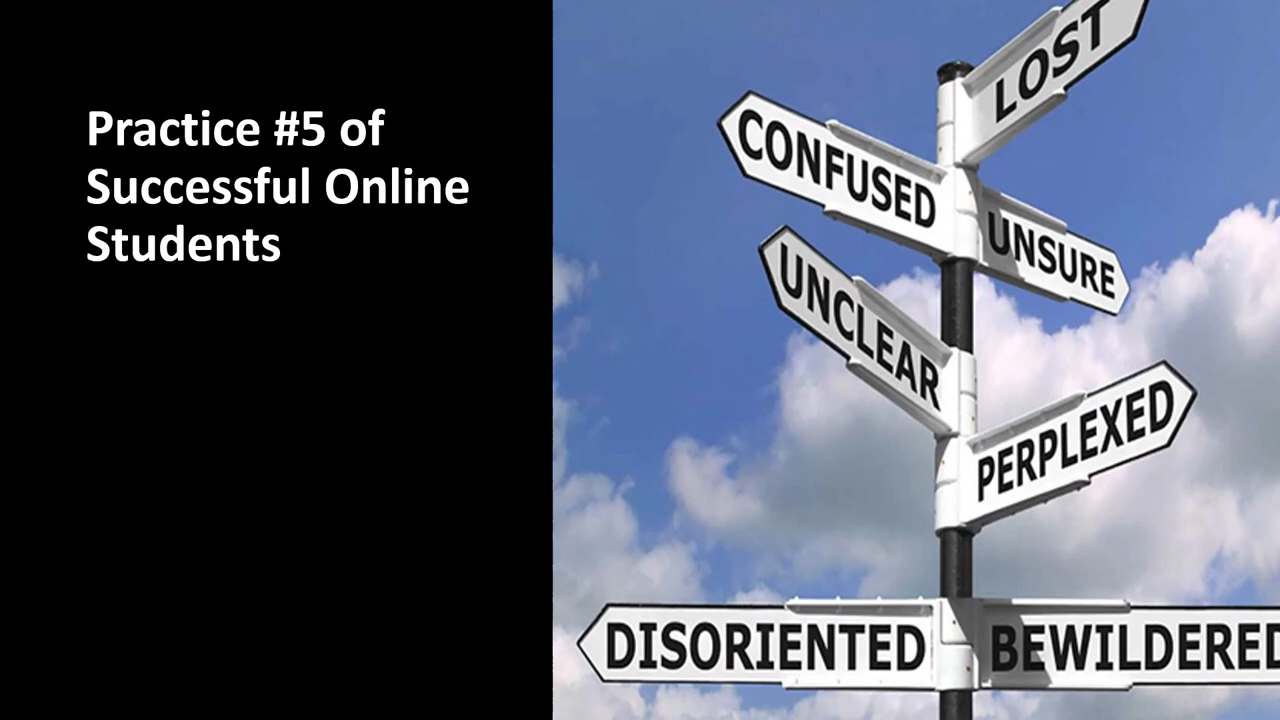 Practice #5 of
Successful Online
Students
LOST
CONFUSED
UNSURE
UNCLEAR
PERPLEXED
DISORIENTED
BEWILDERED